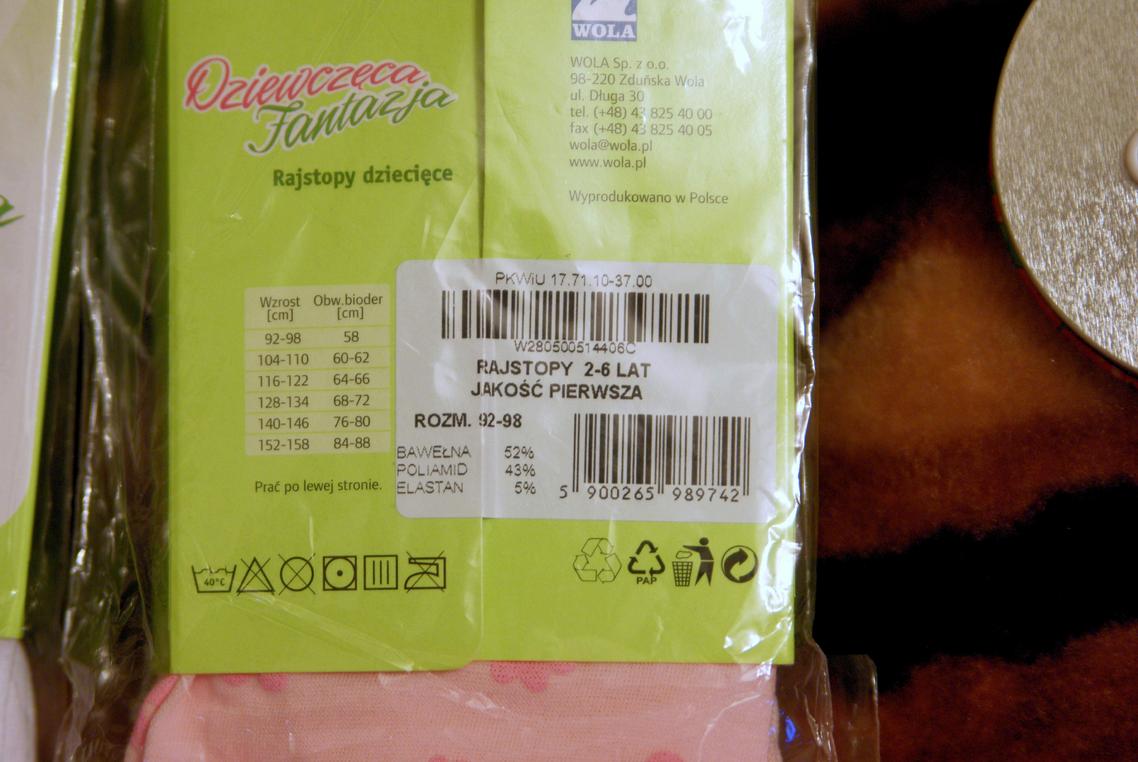 Dziewczęca
Fantazja
Rajstopy dziecięce
WOLA
WOLA Sp. z o.o.
98-220 Zduńska Wola
ul. Długa 30
tel. (+48) 43 825 40 00
fax (+48) 43 825 40 05
wola@wola.pl
www.wola.pl
Wyprodukowano w Polsce
Wzrost Obw.bioder
[cm] [cm]
92-98 58
104-110 60-62
116-122 64-66
128-134 68-72
140-146 76-80
152-158 84-88
Prać po lewej stronie.
PKWiU 17.71.10-37.00
W280500514406C
RAJSTOPY 2-6 LAT
JAKOŚĆ PIERWSZA
ROZM. 92-98
BAWEŁNA 52%
POLIAMID 43%
ELASTAN 5%
5 900265 989742
40°C
PAP